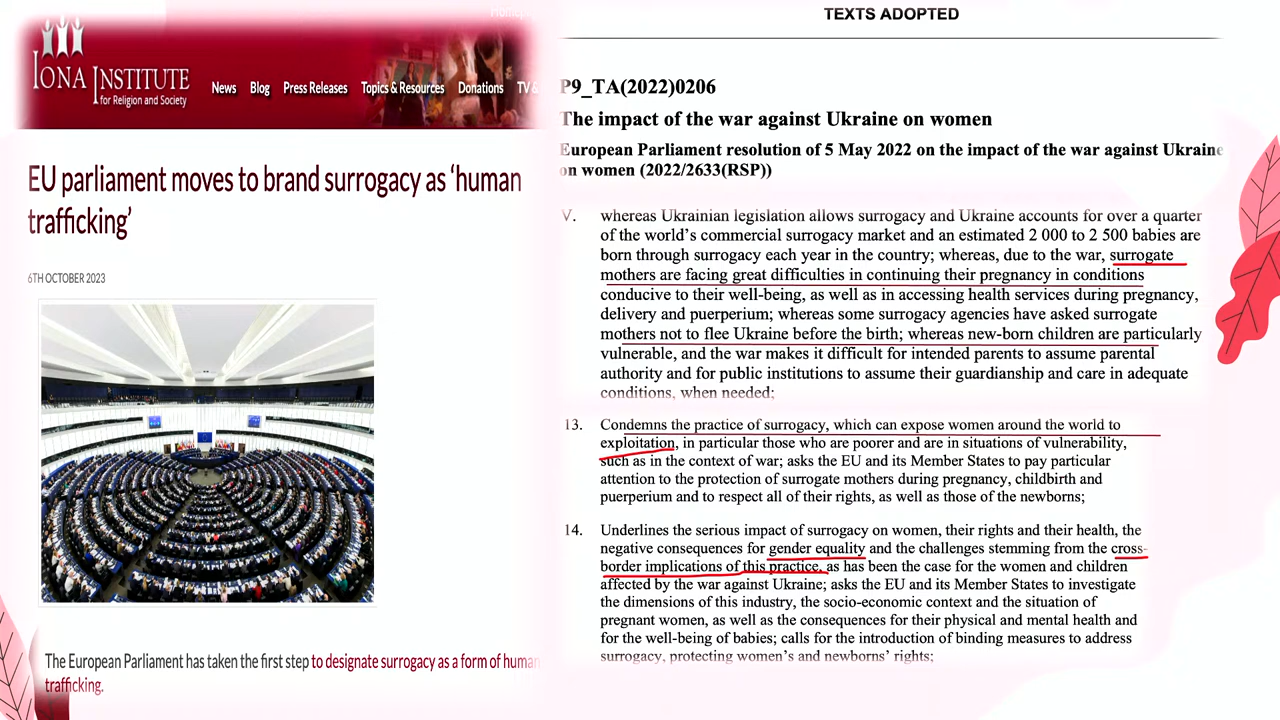 IONA INSTITUTE
for Religion and Society
News Blog Press Releases Topics & Resources Donations TV &
EU parliament moves to brand surrogacy as ‘human
trafficking’
6TH OCTOBER 2023
The European Parliament has taken the first step to designate surrogacy as a form of human
trafficking.
TEXTS ADOPTED
P9_TA(2022)0206
The impact of the war against Ukraine on women
European Parliament resolution of 5 May 2022 on the impact of the war against Ukraine
on women (2022/2633(RSP))
V. whereas Ukrainian legislation allows surrogacy and Ukraine accounts for over a quarter
of the world’s commercial surrogacy market and an estimated 2 000 to 2 500 babies are
born through surrogacy each year in the country; whereas, due to the war, surrogate
mothers are facing great difficulties in continuing their pregnancy in conditions
conducive to their well-being, as well as in accessing health services during pregnancy,
delivery and puerperium; whereas some surrogacy agencies have asked surrogate
mothers not to flee Ukraine before the birth; whereas new-born children are particularly
vulnerable, and the war makes it difficult for intended parents to assume parental
authority and for public institutions to assume their guardianship and care in adequate
conditions, when needed;
13. Condemns the practice of surrogacy, which can expose women around the world to
exploitation, in particular those who are poorer and are in situations of vulnerability,
such as in the context of war; asks the EU and its Member States to pay particular
attention to the protection of surrogate mothers during pregnancy, childbirth and
puerperium and to respect all of their rights, as well as those of the newborns;
14. Underlines the serious impact of surrogacy on women, their rights and their health, the
negative consequences for gender equality and the challenges stemming from the cross-
border implications of this practice, as has been the case for the women and children
affected by the war against Ukraine; asks the EU and its Member States to investigate
the dimensions of this industry, the socio-economic context and the situation of
pregnant women, as well as the consequences for their physical and mental health and
for the well-being of babies; calls for the introduction of binding measures to address
surrogacy, protecting women’s and newborns’ rights;